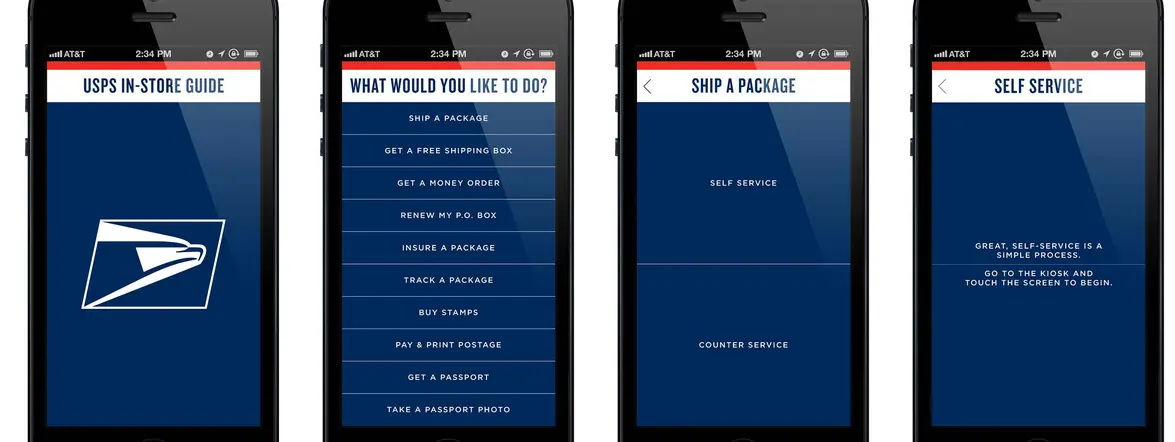 AT&T 2:34 PM
USPS IN-STORE GUIDE
AT&T 2:34 PM
WHAT WOULD YOU LIKE TO DO?
SHIP A PACKAGE
GET A FREE SHIPPING BOX
GET A MONEY ORDER
RENEW MY P.O. BOX
INSURE A PACKAGE
TRACK A PACKAGE
BUY STAMPS
PAY & PRINT POSTAGE
GET A PASSPORT
TAKE A PASSPORT PHOTO
AT&T 2:34 PM
SHIP A PACKAGE
SELF SERVICE
COUNTER SERVICE
AT&T 2:34 PM
SELF SERVICE
GREAT, SELF-SERVICE IS A
SIMPLE PROCESS.
GO TO THE KIOSK AND
TOUCH THE SCREEN TO BEGIN.